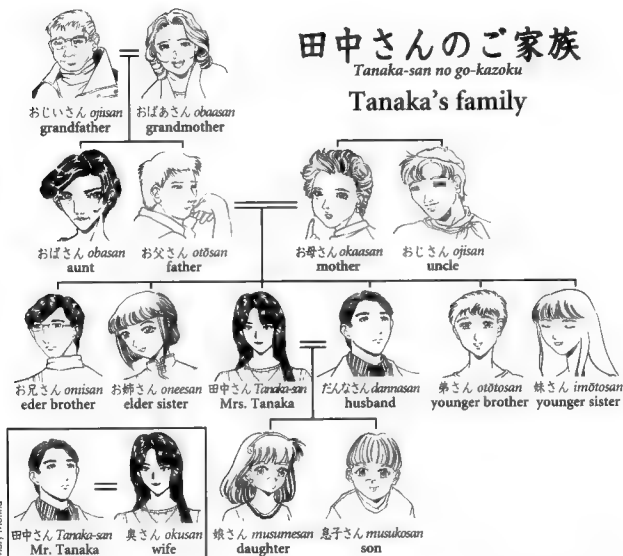 田中さんのご家族
Tanaka-san no go-kazoku
Tanaka's family
おじいさん ojiisan
grandfather
おばあさん obaasan
grandmother
おばさん obasan
aunt
お父さん otōsan
father
お母さん okaasan
mother
おじさん ojisan
uncle
お兄さん oniisan
eder brother
お姉さん oneesan
elder sister
田中さん Tanaka-san
Mrs. Tanaka
だんなさん dannasan
husband
弟さん otōtosan
younger brother
妹さん imōtosan
younger sister
田中さん Tanaka-san
Mr. Tanaka
奥さん okusan
wife
娘さん musumesan
daughter
息子さん musukosan
son